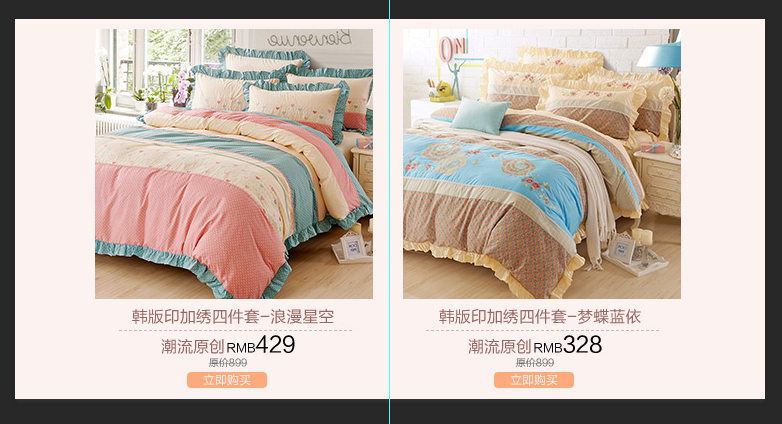 Bienvenue
OM
韩版印加绣四件套-浪漫星空
潮流原创RMB429
原价899
立即购买
韩版印加绣四件套-梦蝶蓝依
潮流原创RMB328
原价899
立即购买